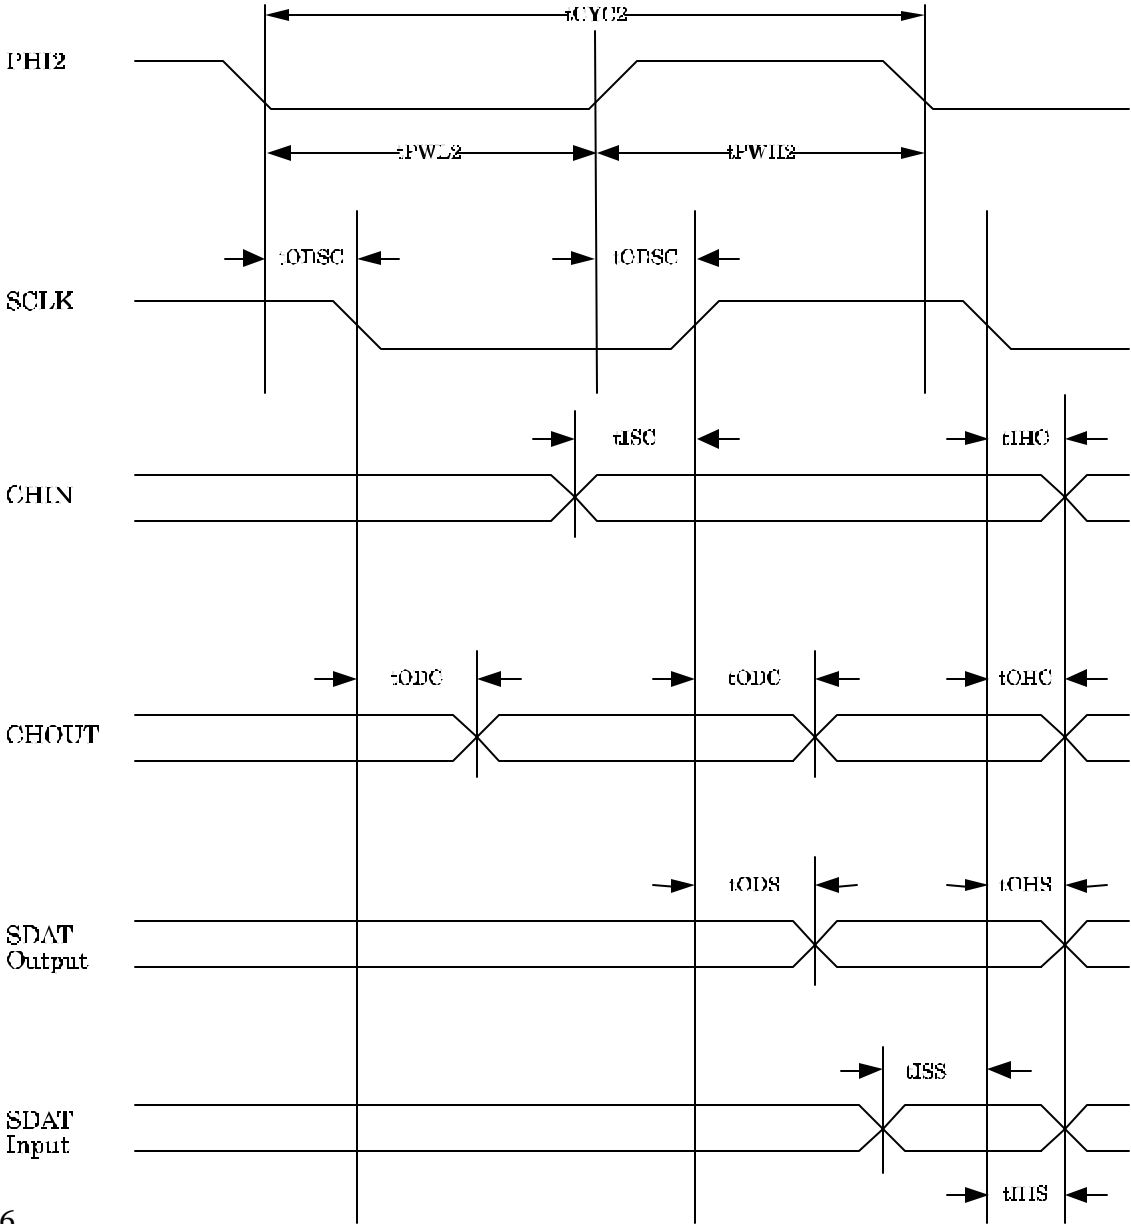 tCYC2
PHI2
tPWL2 tPWH2
tODSC tODSC
SCLK
tISC tIHC
CHIN
tODC tODC tOHC
CHOUT
tODS tOHS
SDAT
Output
tISS
SDAT
Input
tIHS
6